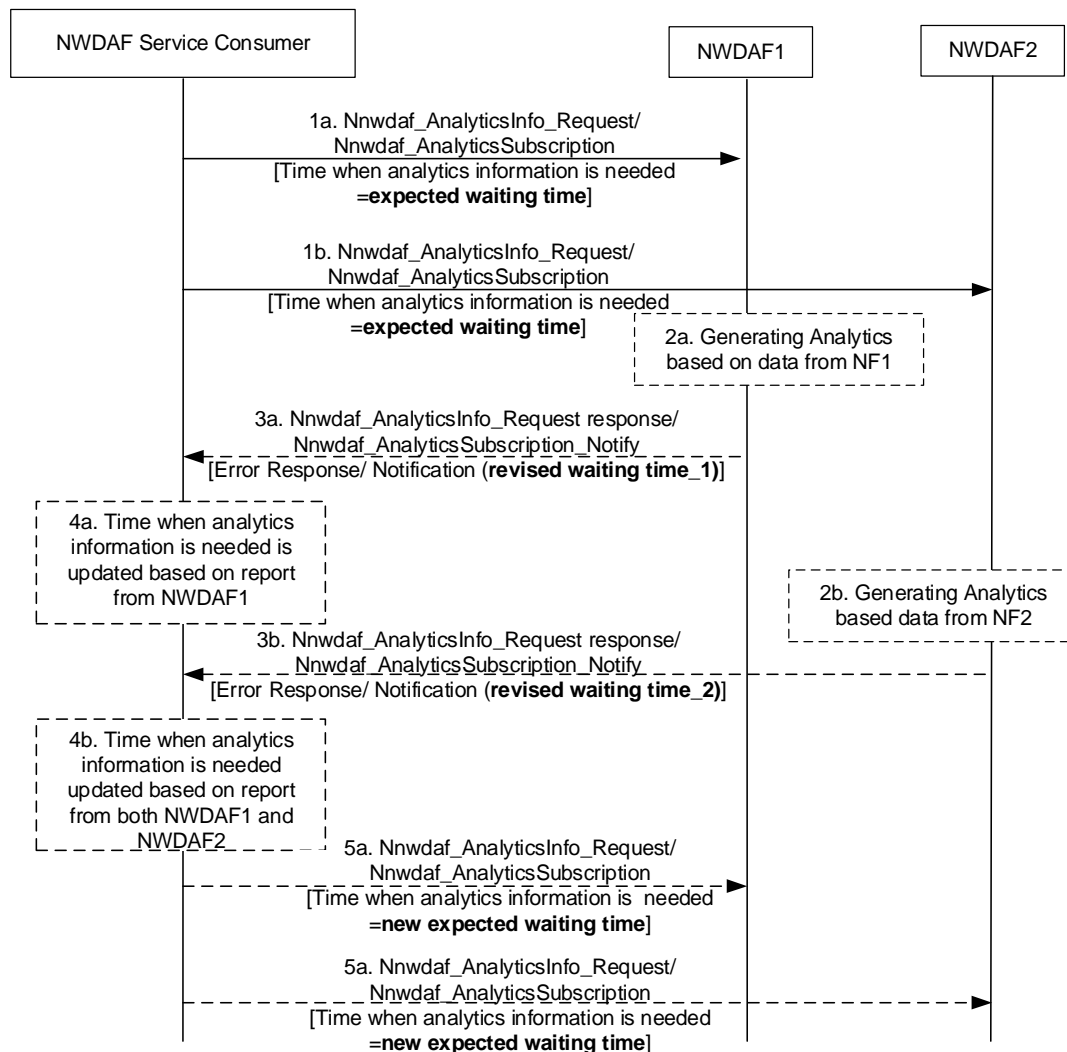 NWDAF Service Consumer
NWDAF1
NWDAF2
1a. Nnwdaf_AnalyticsInfo_Request/
Nnwdaf_AnalyticsSubscription
[Time when analytics information is needed
=expected waiting time]
1b. Nnwdaf_AnalyticsInfo_Request/
Nnwdaf_AnalyticsSubscription
[Time when analytics information is needed
=expected waiting time]
2a. Generating Analytics
based on data from NF1
3a. Nnwdaf_AnalyticsInfo_Request response/
Nnwdaf_AnalyticsSubscription_Notify
[Error Response/ Notification (revised waiting time_1)]
4a. Time when analytics
information is needed is
updated based on report
from NWDAF1
2b. Generating Analytics
based data from NF2
3b. Nnwdaf_AnalyticsInfo_Request response/
Nnwdaf_AnalyticsSubscription_Notify
[Error Response/ Notification (revised waiting time_2)]
4b. Time when analytics
information is needed
updated based on report
from both NWDAF1 and
NWDAF2
5a. Nnwdaf_AnalyticsInfo_Request/
Nnwdaf_AnalyticsSubscription
[Time when analytics information is  needed
=new expected waiting time]
5a. Nnwdaf_AnalyticsInfo_Request/
Nnwdaf_AnalyticsSubscription
[Time when analytics information is needed
=new expected waiting time]